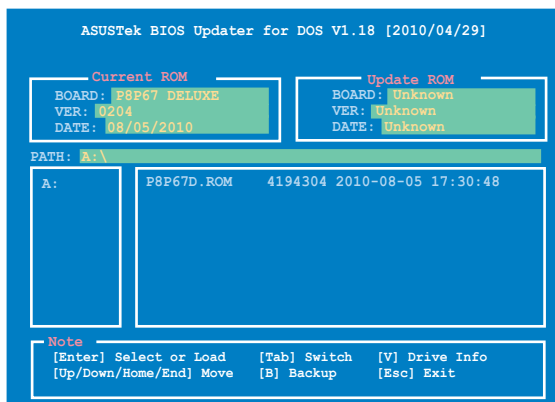 ASUSTek BIOS Updater for DOS V1.18 [2010/04/29]
Current ROM
BOARD: P8P67 DELUXE
VER: 0204
DATE: 08/05/2010
Update ROM
BOARD: Unknown
VER: Unknown
DATE: Unknown
PATH: A:\
A:
P8P67D.ROM 4194304 2010-08-05 17:30:48
Note
[Enter] Select or Load [Tab] Switch [V] Drive Info
[Up/Down/Home/End] Move [B] Backup [Esc] Exit